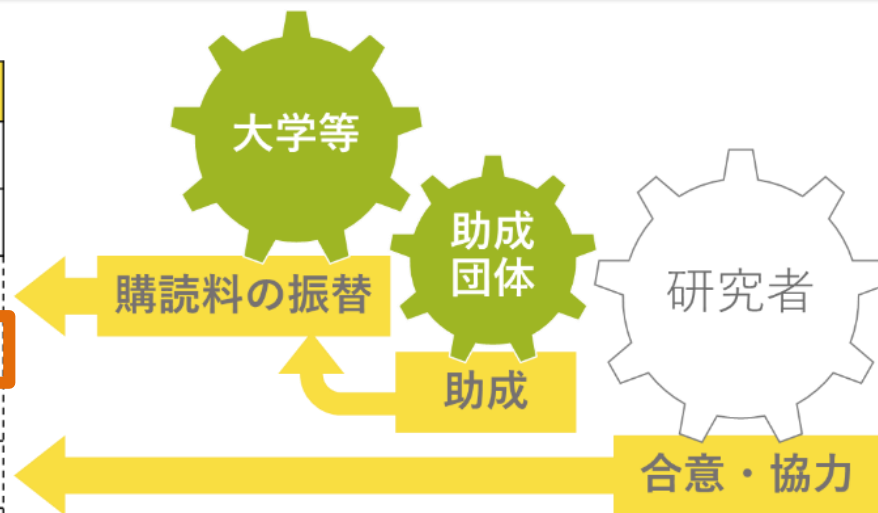 大学等
助成
団体
研究者
購読料の振替
助成
合意・協力